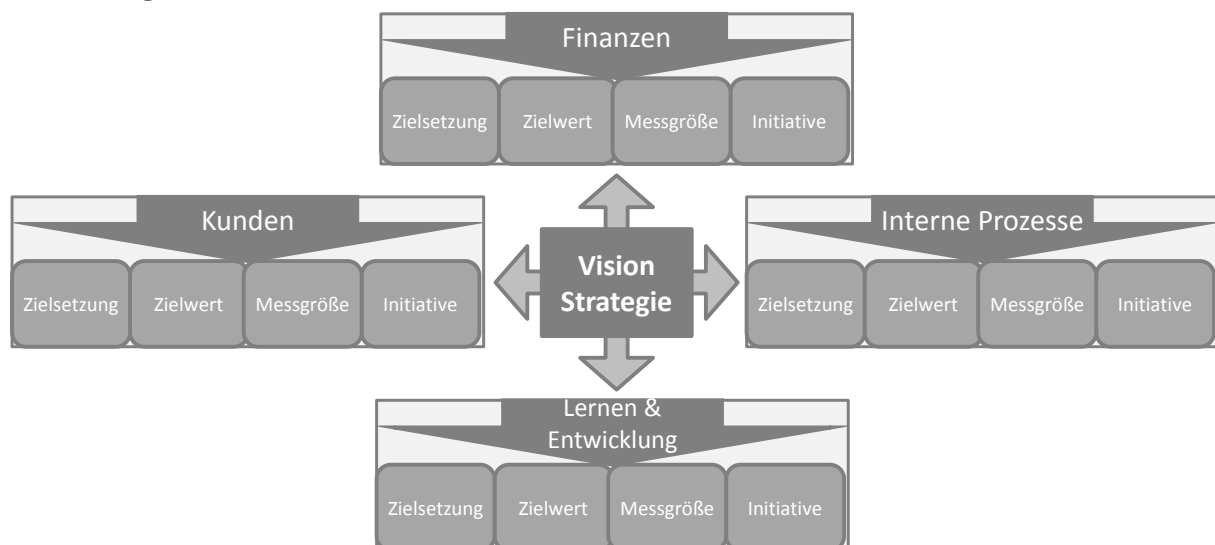 Finanzen
Zielsetzung Zielwert Messgröße Initiative
Kunden
Zielsetzung Zielwert Messgröße Initiative
Vision
Strategie
Interne Prozesse
Zielsetzung Zielwert Messgröße Initiative
Lernen &
Entwicklung
Zielsetzung Zielwert Messgröße Initiative